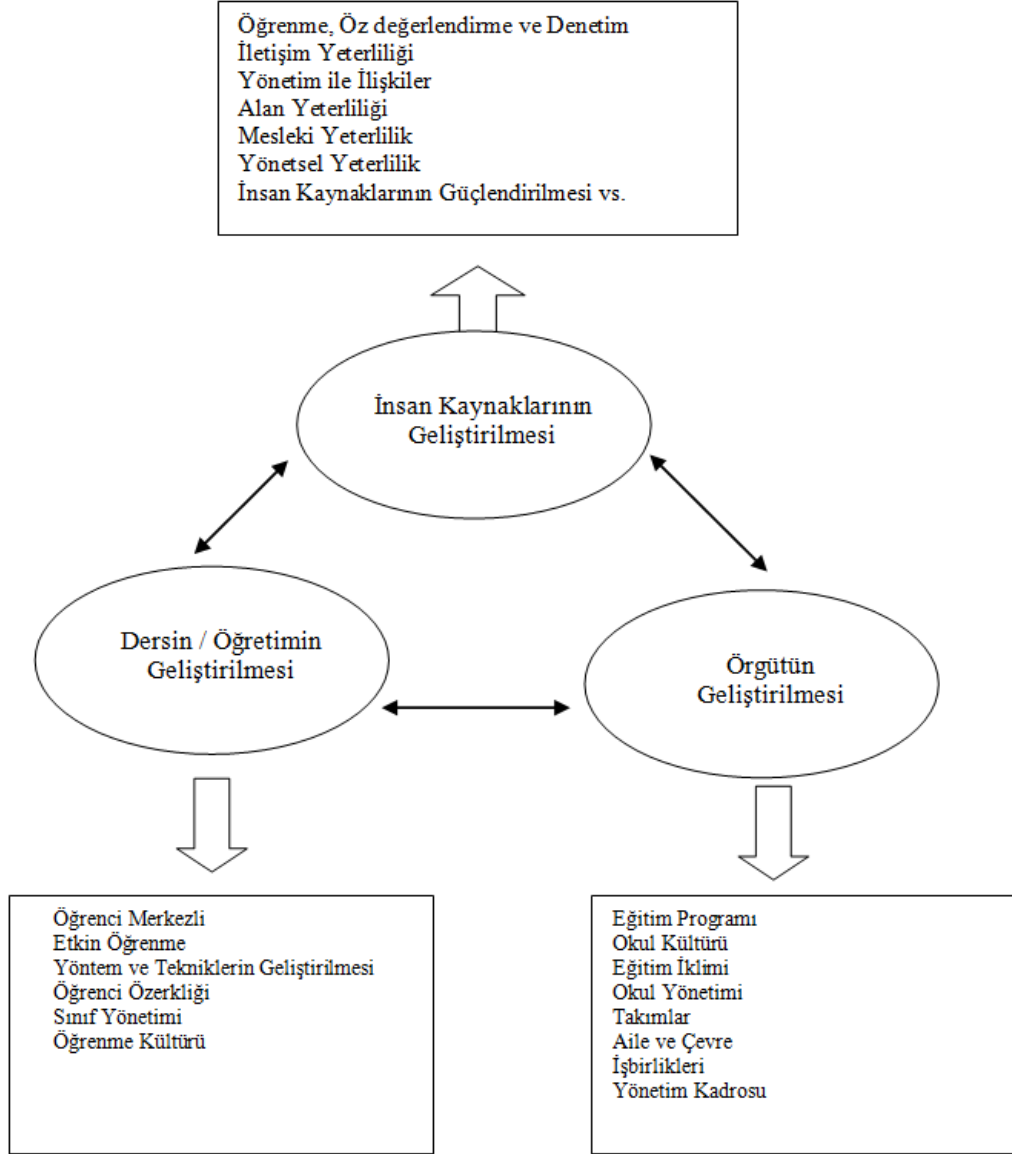 Öğrenme, Öz değerlendirme ve Denetim
İletişim Yeterliliği
Yönetim ile İlişkiler
Alan Yeterliliği
Mesleki Yeterlilik
Yönetsel Yeterlilik
İnsan Kaynaklarının Güçlendirilmesi vs.
İnsan Kaynaklarının
Geliştirilmesi
Dersin / Öğretimin
Geliştirilmesi
Örgütün
Geliştirilmesi
Öğrenci Merkezli
Etkin Öğrenme
Yöntem ve Tekniklerin Geliştirilmesi
Öğrenci Özerkliği
Sınıf Yönetimi
Öğrenme Kültürü
Eğitim Programı
Okul Kültürü
Eğitim İklimi
Okul Yönetimi
Takımlar
Aile ve Çevre
İşbirlikleri
Yönetim Kadrosu